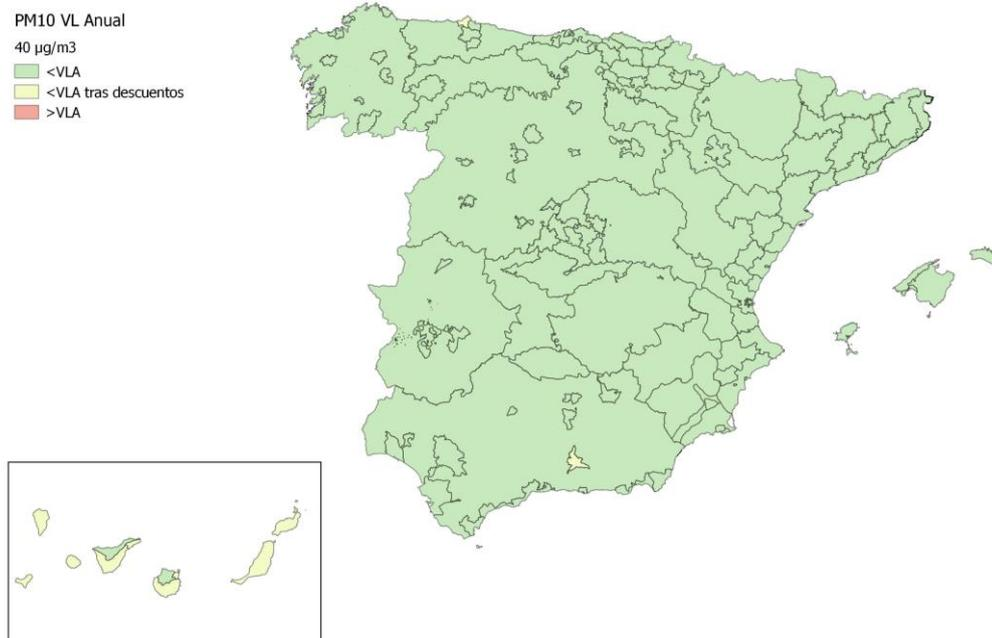 PM10 VL Anual
40 µg/m3
<VLA
<VLA tras descuentos
>VLA